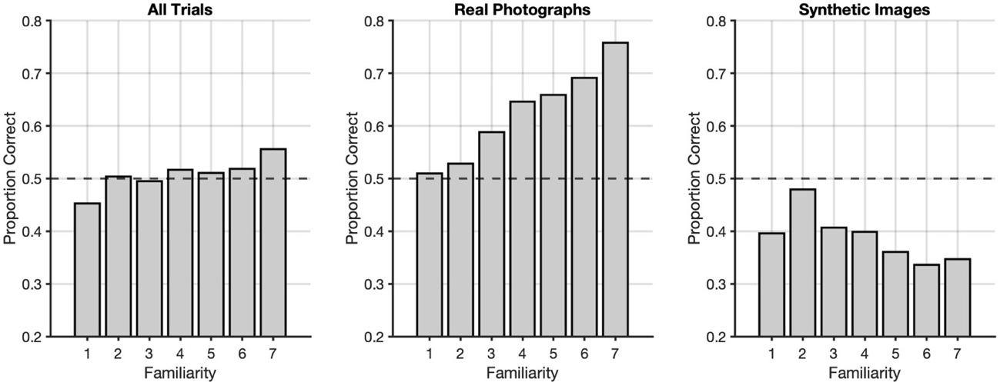 All Trials
Proportion Correct
0.8
0.7
0.6
0.5
0.4
0.3
0.2
1 2 3 4 5 6 7
Familiarity
Real Photographs
Proportion Correct
0.8
0.7
0.6
0.5
0.4
0.3
0.2
1 2 3 4 5 6 7
Familiarity
Synthetic Images
Proportion Correct
0.8
0.7
0.6
0.5
0.4
0.3
0.2
1 2 3 4 5 6 7
Familiarity